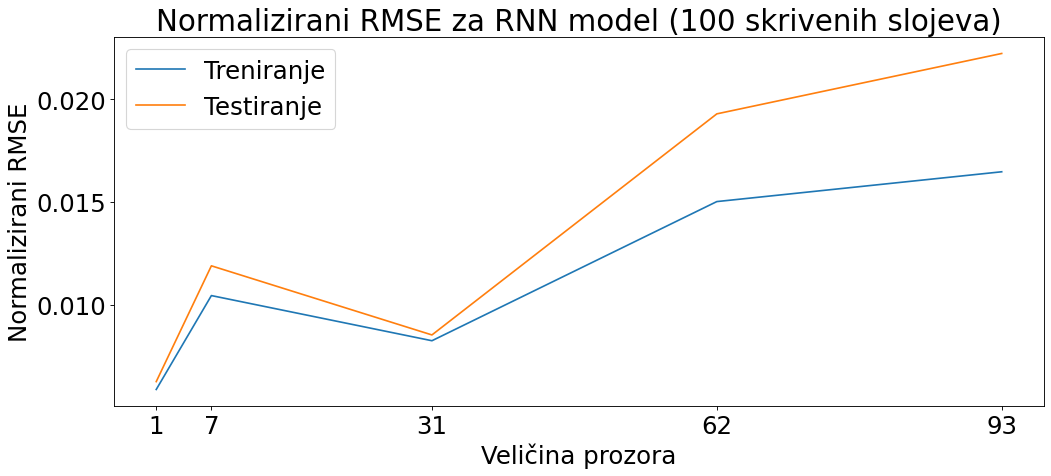 Normalizirani RMSE za RNN model (100 skrivenih slojeva)
Treniranje
Testiranje
Normalizirani RMSE
0.020
0.015
0.010
1 7 31 62 93
Veličina prozora